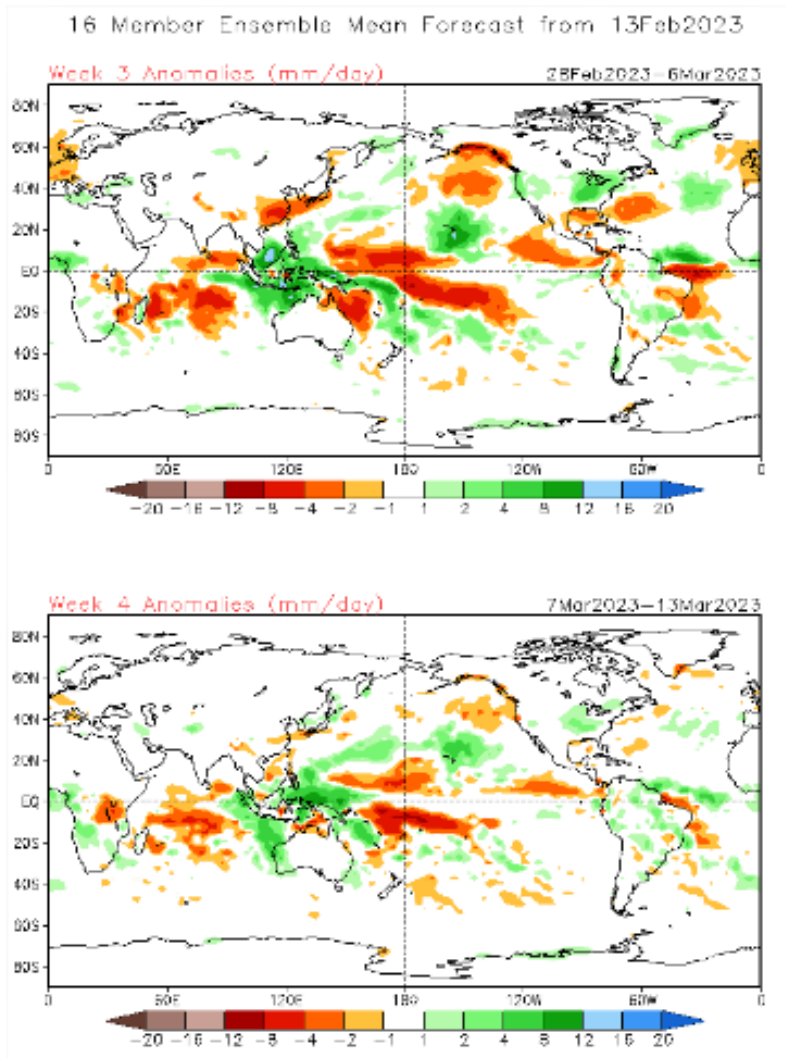 16 Member Ensemble Mean Forecast from 13Feb2023
Week 3 Anomalies (mm/day) 28Feb2023-6Mar2023
80N
60N
40N
20N
EQ
20S
40S
60S
80S
0 60E 120E 180 120W 60W 0
-20 -16 -12 -8 -4 -2 -1 1 2 4 8 12 16 20
Week 4 Anomalies (mm/day) 7Mar2023-13Mar2023
80N
60N
40N
20N
EQ
20S
40S
60S
80S
0 60E 120E 180 120W 60W 0
-20 -16 -12 -8 -4 -2 -1 1 2 4 8 12 16 20